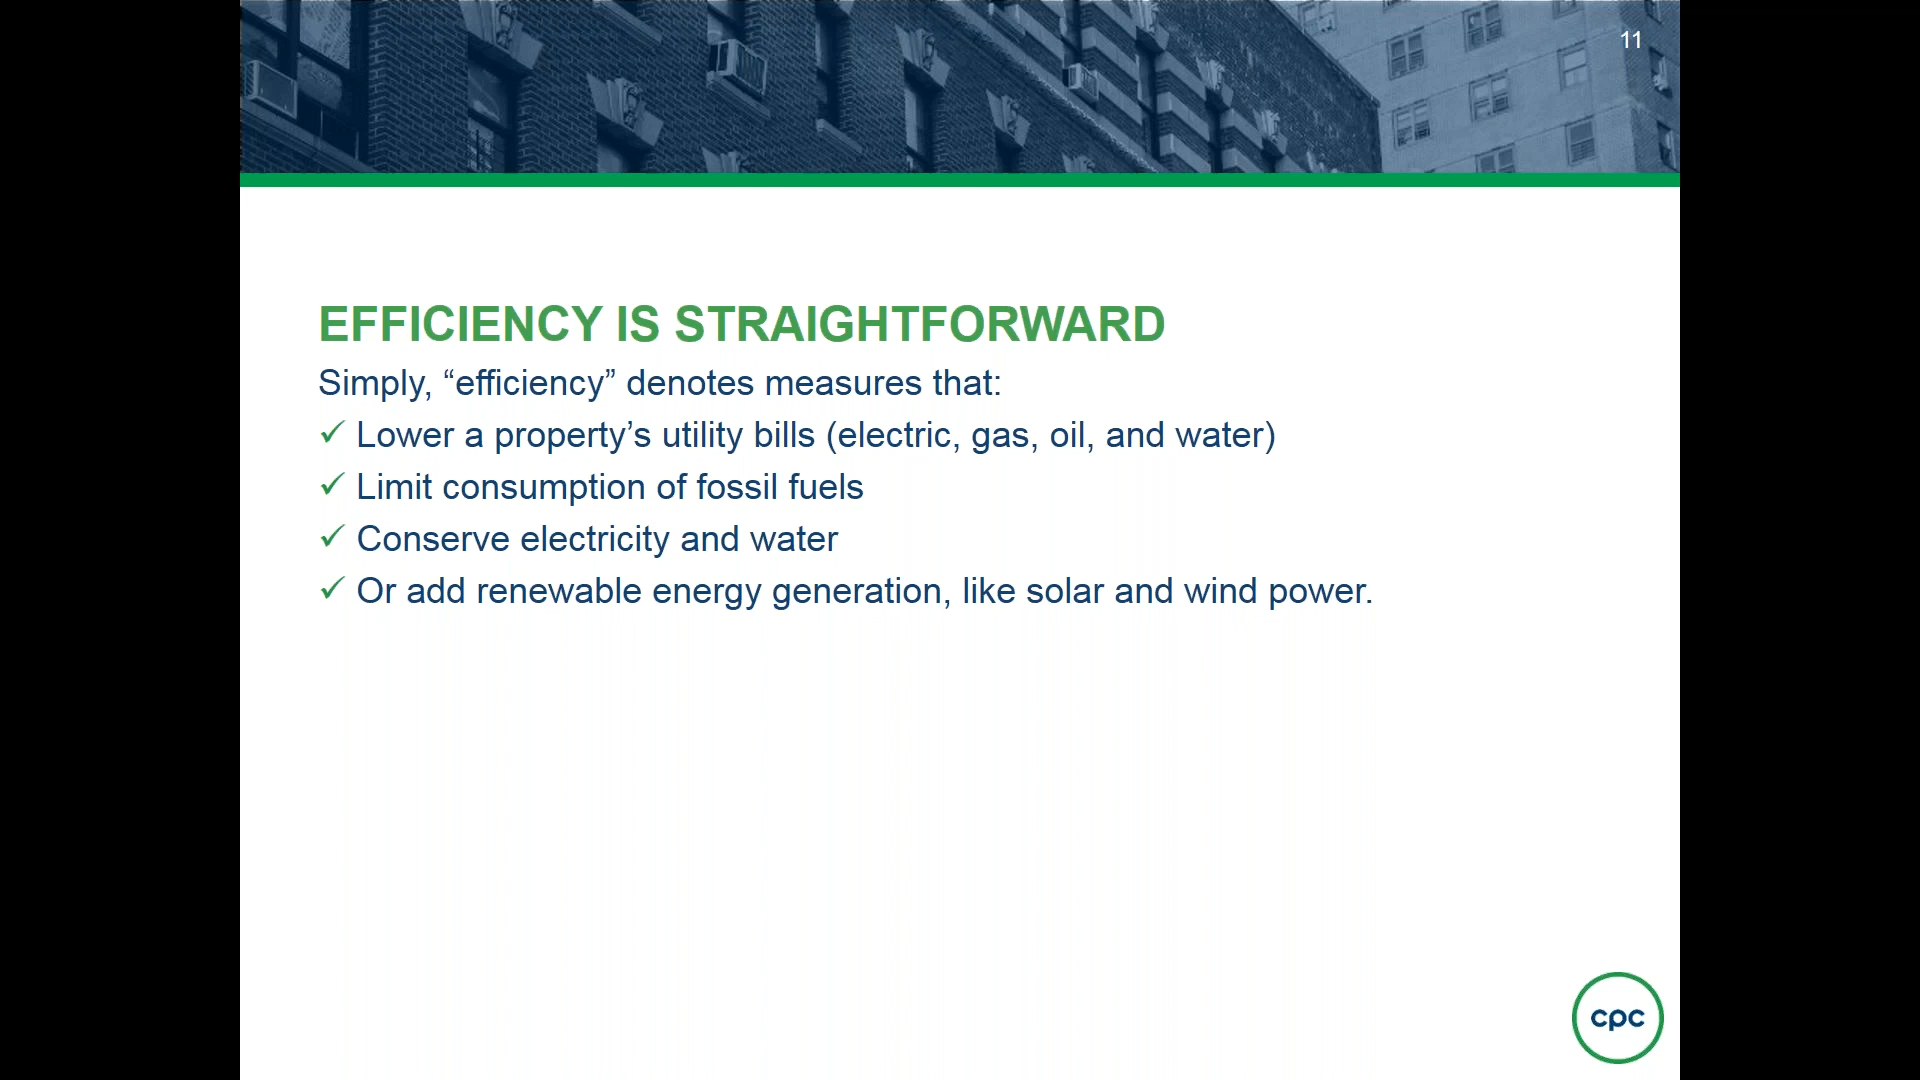 11
EFFICIENCY IS STRAIGHTFORWARD
Simply, “efficiency” denotes measures that:
✓ Lower a property’s utility bills (electric, gas, oil, and water)
✓ Limit consumption of fossil fuels
✓ Conserve electricity and water
✓ Or add renewable energy generation, like solar and wind power.
cpc